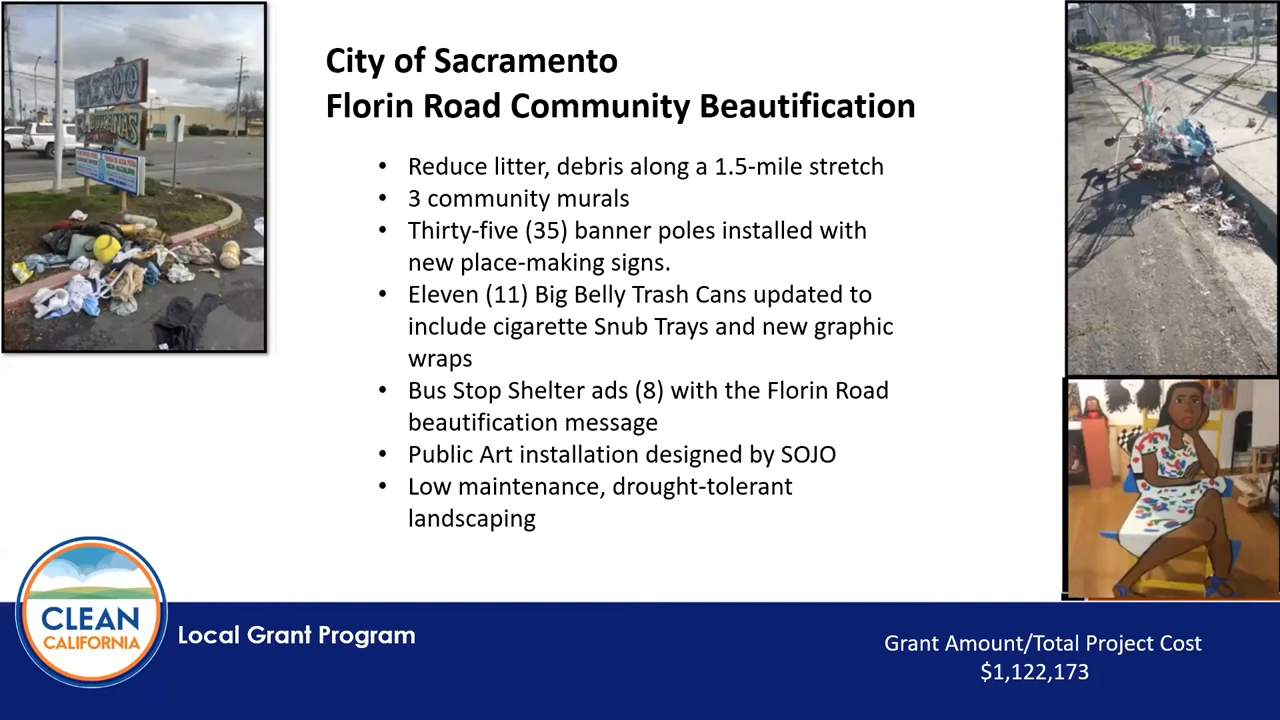 City of Sacramento
Florin Road Community Beautification
• Reduce litter, debris along a 1.5-mile stretch
• 3 community murals
• Thirty-five (35) banner poles installed with
new place-making signs.
• Eleven (11) Big Belly Trash Cans updated to
include cigarette Snub Trays and new graphic
wraps
• Bus Stop Shelter ads (8) with the Florin Road
beautification message
• Public Art installation designed by SOJO
• Low maintenance, drought-tolerant
landscaping
CLEAN
CALIFORNIA
Local Grant Program
Grant Amount/Total Project Cost
$1,122,173